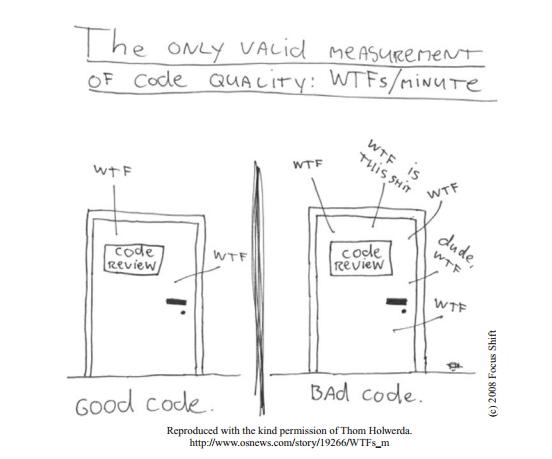 The ONLY VALID MEASUREMENT
OF Code QUALITY: WTFs/MINUTE
WTF
code
REVIEW
WTF
GOOD code.
WTF
WTF IS
THIS SHIT
WTF
code
REVIEW
dude,
WTF
WTF
BAD code.
(c) 2008 Focus Shift
Reproduced with the kind permission of Thom Holwerda.
http://www.osnews.com/story/19266/WTFs_m